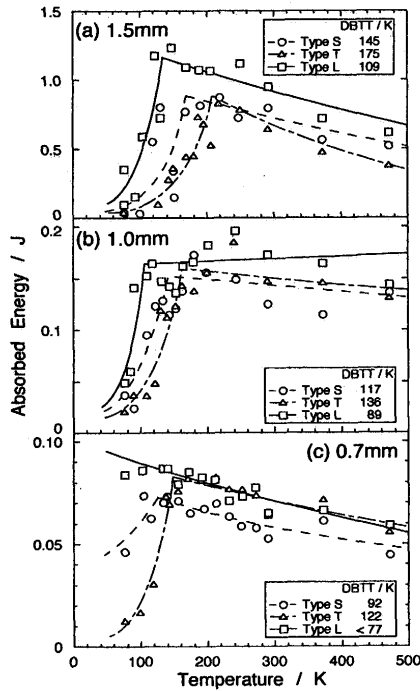 (a) 1.5mm
DBTT / K
Type S 145
Type T 175
Type L 109
1.5
1.0
0.5
0
(b) 1.0mm
0.2
0.1
0
DBTT / K
Type S 117
Type T 136
Type L 89
Absorbed Energy / J
(c) 0.7mm
0.10
0.05
0
DBTT / K
Type S 92
Type T 122
Type L <77
0 100 200 300 400 500
Temperature / K